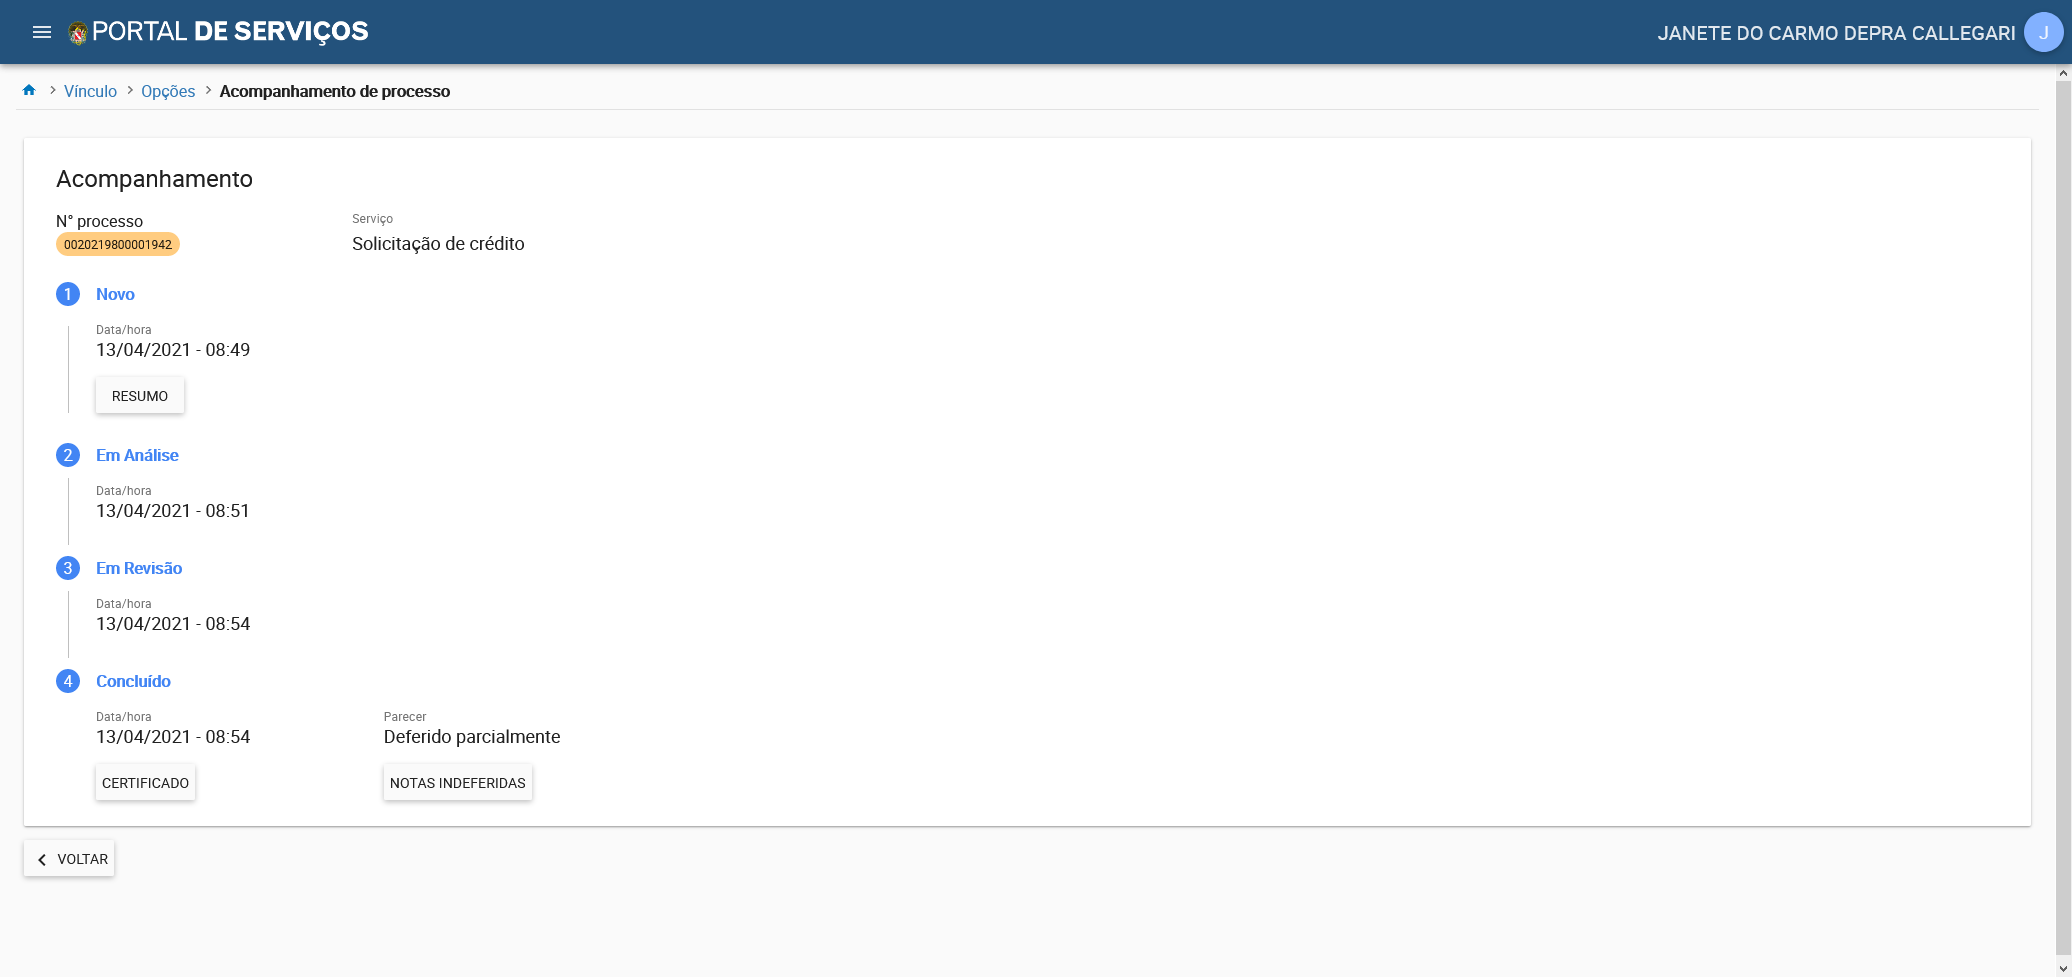 PORTAL DE SERVIÇOS
JANETE DO CARMO DEPRA CALLEGARI J
Vínculo Opções Acompanhamento de processo
Acompanhamento
N° processo
Serviço
0020219800001942
Solicitação de crédito
1 Novo
Data/hora
13/04/2021 - 08:49
RESUMO
2 Em Análise
Data/hora
13/04/2021 - 08:51
3 Em Revisão
Data/hora
13/04/2021 - 08:54
4 Concluído
Data/hora
Parecer
13/04/2021 - 08:54
Deferido parcialmente
CERTIFICADO
NOTAS INDEFERIDAS
VOLTAR